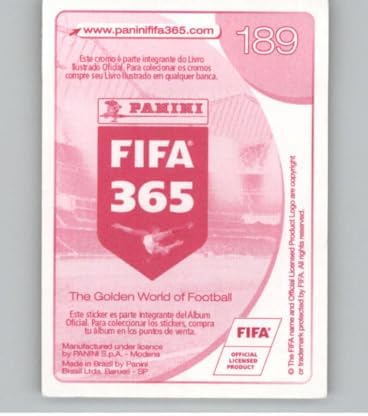 www.paninififa365.com
189
Este cromo é parte integrante do Livro
Ilustrado Oficial. Para colecionar os cromos
compre seu Livro Ilustrado em qualquer banca.
PANINI
FIFA
365
The Golden World of Football
Este sticker es parte integrante del Álbum
Oficial. Para coleccionar los stickers, compra
tu álbum en los puntos de venta.
Manufactured under licence
by PANINI S.p.A. - Modena
Made in Brazil by Panini
Brasil Ltda. Barueri - SP
FIFA®
OFFICIAL
LICENSED
PRODUCT
© The FIFA name and Official Licensed Product Logo are copyright
or trademark protected by FIFA. All rights reserved.